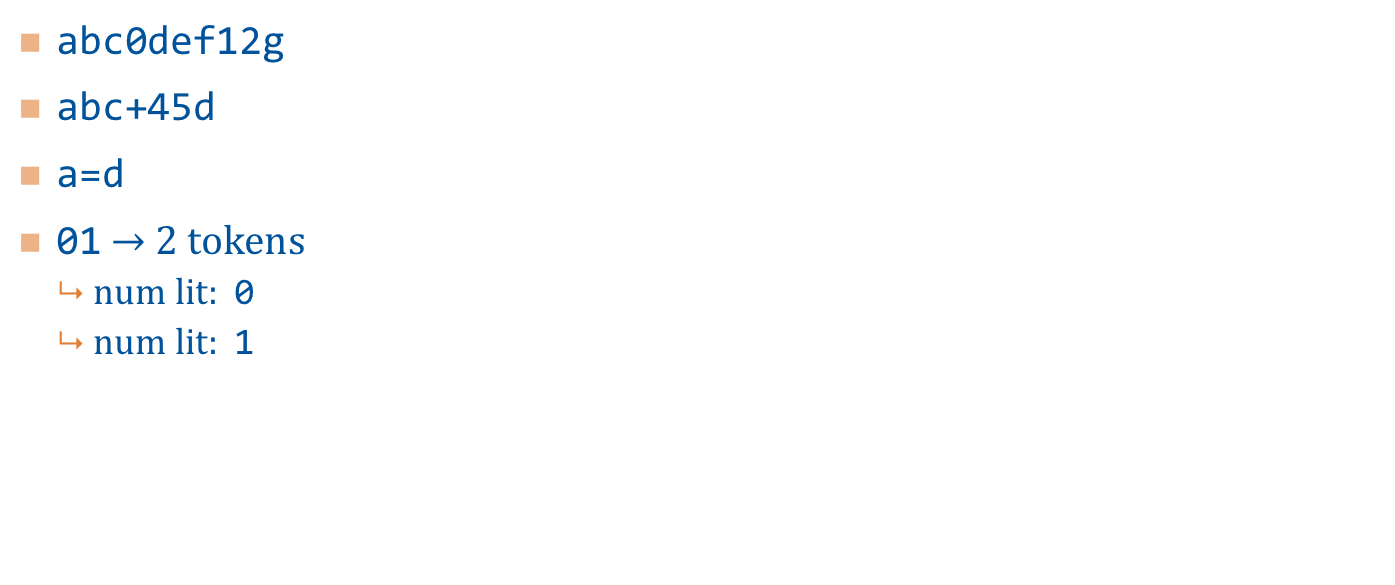 ■ abc0def12g
■ abc+45d
■ a=d
■ 01 → 2 tokens
↳ num lit: 0
↳ num lit: 1